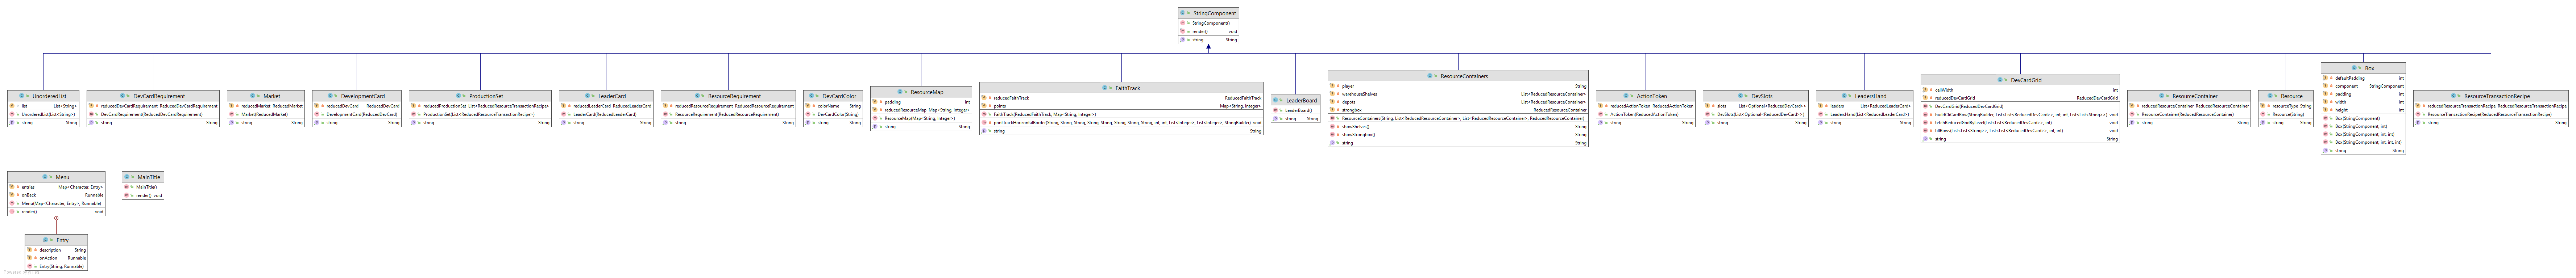 StringComponent
StringComponent()
render() void
string String
UnorderedList
list List<String>
UnorderedList(List<String>)
string String
DevCardRequirement
reducedDevCardRequirement ReducedDevCardRequirement
DevCardRequirement(ReducedDevCardRequirement)
string String
Market
reducedMarket ReducedMarket
Market(ReducedMarket)
string String
DevelopmentCard
reducedDevCard ReducedDevCard
DevelopmentCard(ReducedDevCard)
string String
ProductionSet
reducedProductionSet List<ReducedResourceTransactionRecipe>
ProductionSet(List<ReducedResourceTransactionRecipe>)
string String
LeaderCard
reducedLeaderCard ReducedLeaderCard
LeaderCard(ReducedLeaderCard)
string String
ResourceRequirement
reducedResourceRequirement ReducedResourceRequirement
ResourceRequirement(ReducedResourceRequirement)
string String
DevCardColor
colorName String
DevCardColor(String)
string String
ResourceMap
padding int
reducedResourceMap Map<String, Integer>
ResourceMap(Map<String, Integer>)
string String
FaithTrack
reducedFaithTrack ReducedFaithTrack
points Map<String, Integer>
FaithTrack(ReducedFaithTrack, Map<String, Integer>)
printTrackHorizontalBorder(String, String, String, String, String, String, String, String, int, int, List<Integer>, List<Integer>, StringBuilder) void
string String
LeaderBoard
LeaderBoard()
string String
ResourceContainers
player String
warehouseShelves List<ReducedResourceContainer>
depots List<ReducedResourceContainer>
strongbox ReducedResourceContainer
ResourceContainers(String, List<ReducedResourceContainer>, List<ReducedResourceContainer>, ReducedResourceContainer)
showShelves() String
showStrongbox() String
string String
ActionToken
reducedActionToken ReducedActionToken
ActionToken(ReducedActionToken)
string String
DevSlots
slots List<Optional<ReducedDevCard>>
DevSlots(List<Optional<ReducedDevCard>>)
string String
LeadersHand
leaders List<ReducedLeaderCard>
LeadersHand(List<ReducedLeaderCard>)
string String
DevCardGrid
cellWidth int
reducedDevCardGrid ReducedDevCardGrid
DevCardGrid(ReducedDevCardGrid)
buildCliCardRow(StringBuilder, List<List<ReducedDevCard>>, int, int, List<List<String>>) void
fetchReducedGridByLevel(List<List<ReducedDevCard>>, int) void
fillRows(List<List<String>>, List<List<ReducedDevCard>>, int, int) void
string String
ResourceContainer
reducedResourceContainer ReducedResourceContainer
ResourceContainer(ReducedResourceContainer)
string String
Resource
resourceType String
Resource(String)
string String
Box
defaultPadding int
component StringComponent
padding int
width int
height int
Box(StringComponent)
Box(StringComponent, int)
Box(StringComponent, int, int)
Box(StringComponent, int, int, int)
string String
ResourceTransactionRecipe
reducedResourceTransactionRecipe ReducedResourceTransactionRecipe
ResourceTransactionRecipe(ReducedResourceTransactionRecipe)
string String
Menu
entries Map<Character, Entry>
onBack Runnable
Menu(Map<Character, Entry>, Runnable)
render() void
MainTitle
MainTitle()
render() void
Entry
description String
onAction Runnable
Entry(String, Runnable)